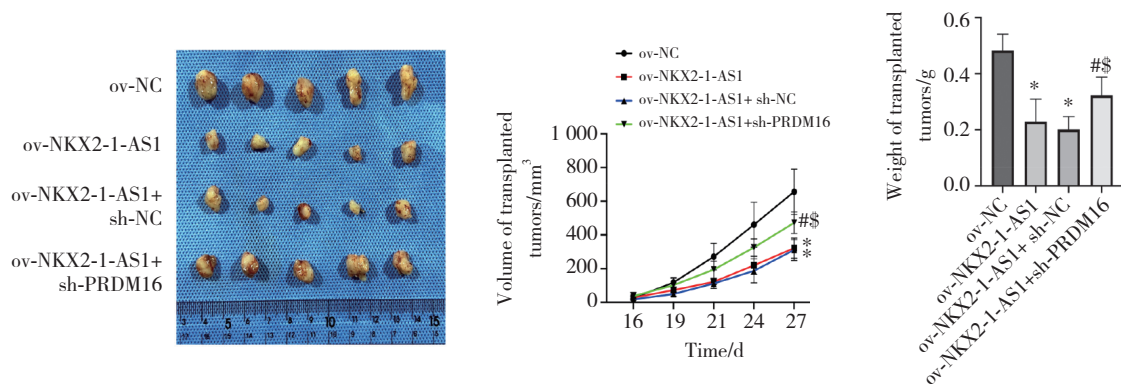 ov-NC
ov-NKX2-1-AS1
ov-NKX2-1-AS1+
sh-NC
ov-NKX2-1-AS1+
sh-PRDM16
5
10
15
ov-NC
ov-NKX2-1-AS1
ov-NKX2-1-AS1+ sh-NC
ov-NKX2-1-AS1+sh-PRDM16
Volume of transplanted
tumors/mm³
1 000
800
600
400
200
0
#$
*
*
16 19 21 24 27
Time/d
Weight of transplanted
tumors/g
0.6
0.4
0.2
0.0
*
*
#$
ov-NC
ov-NKX2-1-AS1
ov-NKX2-1-AS1+ sh-NC
ov-NKX2-1-AS1+sh-PRDM16